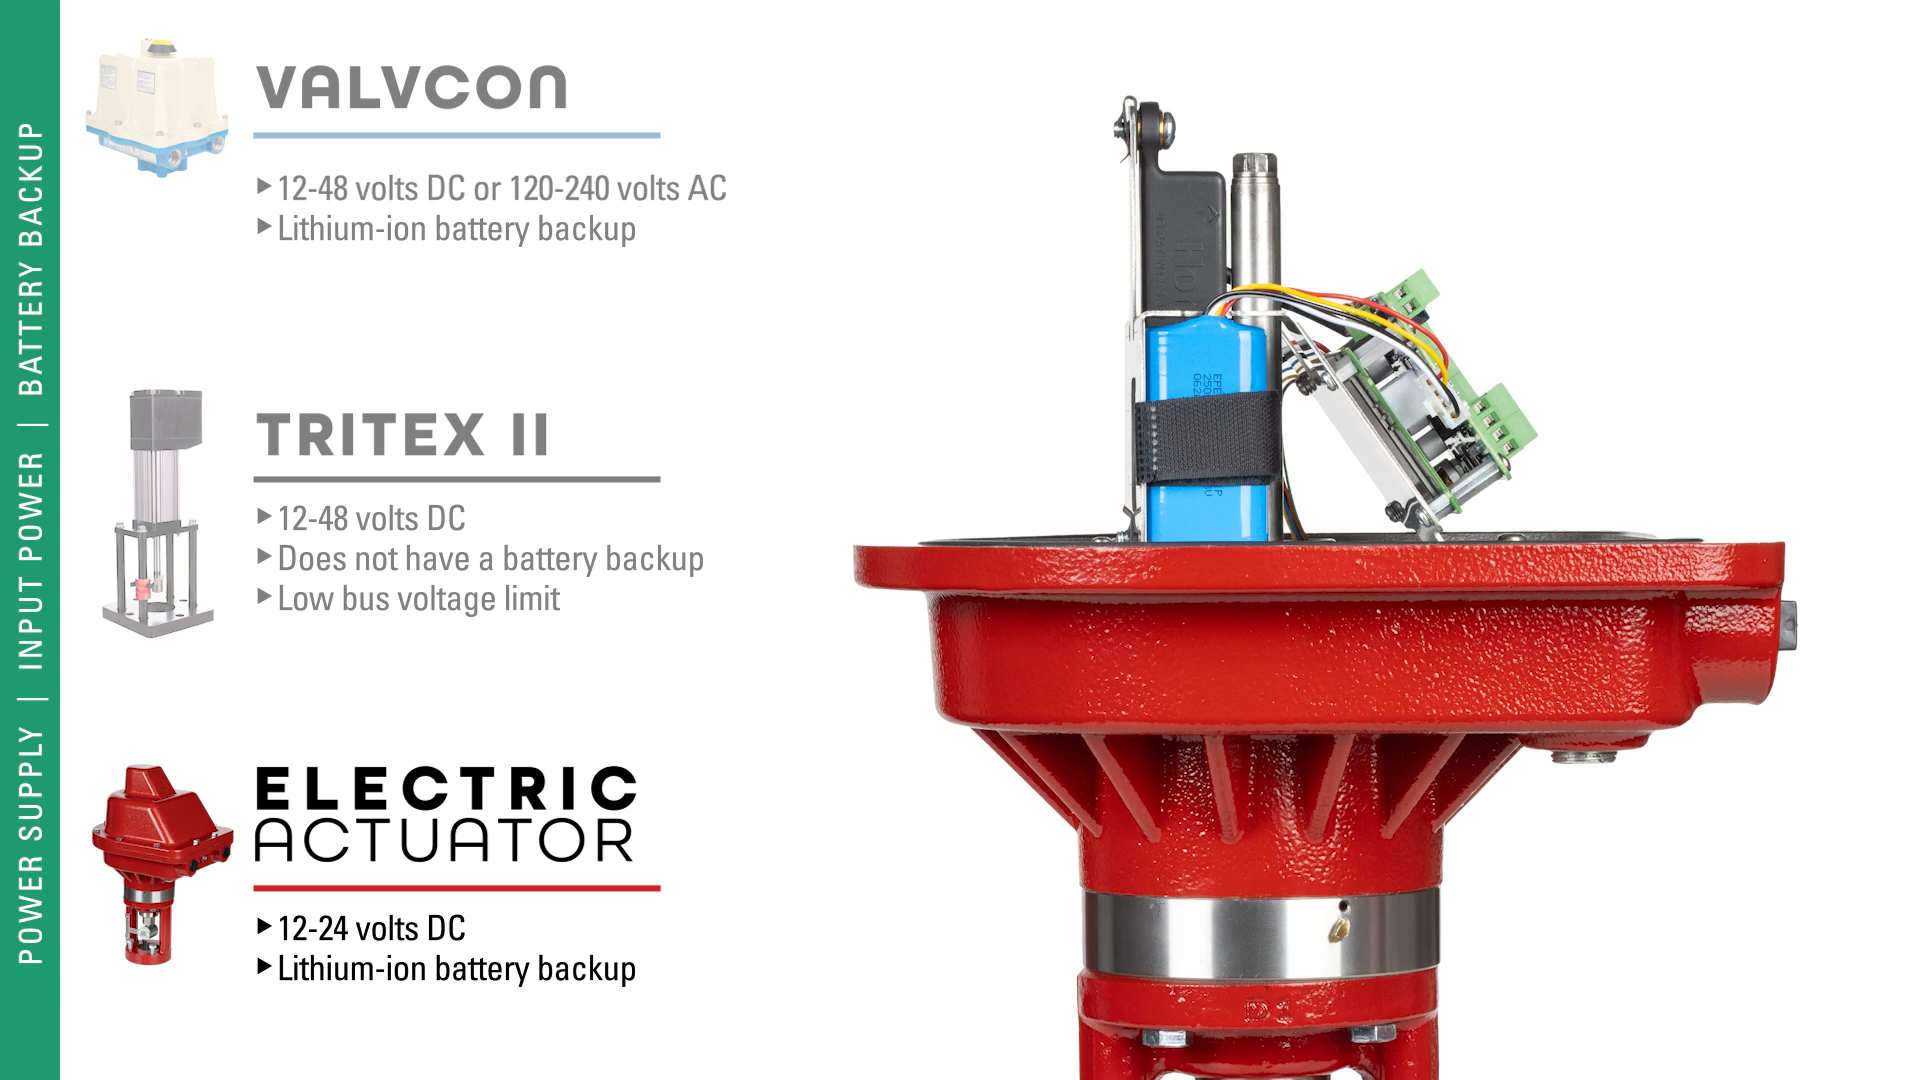 POWER SUPPLY | INPUT POWER | BATTERY BACKUP
VALVCON
12-48 volts DC or 120-240 volts AC
Lithium-ion battery backup
TRITEX II
12-48 volts DC
Does not have a battery backup
Low bus voltage limit
ELECTRIC
ACTUATOR
12-24 volts DC
Lithium-ion battery backup